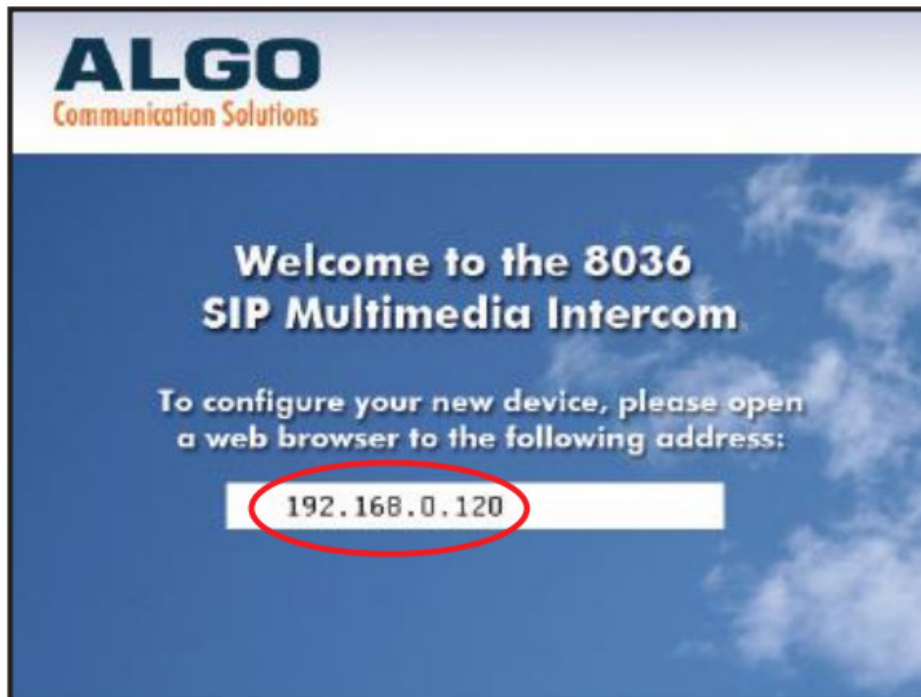 ALGO
Communication Solutions
Welcome to the 8036
SIP Multimedia Intercom
To configure your new device, please open
a web browser to the following address:
192.168.0.120